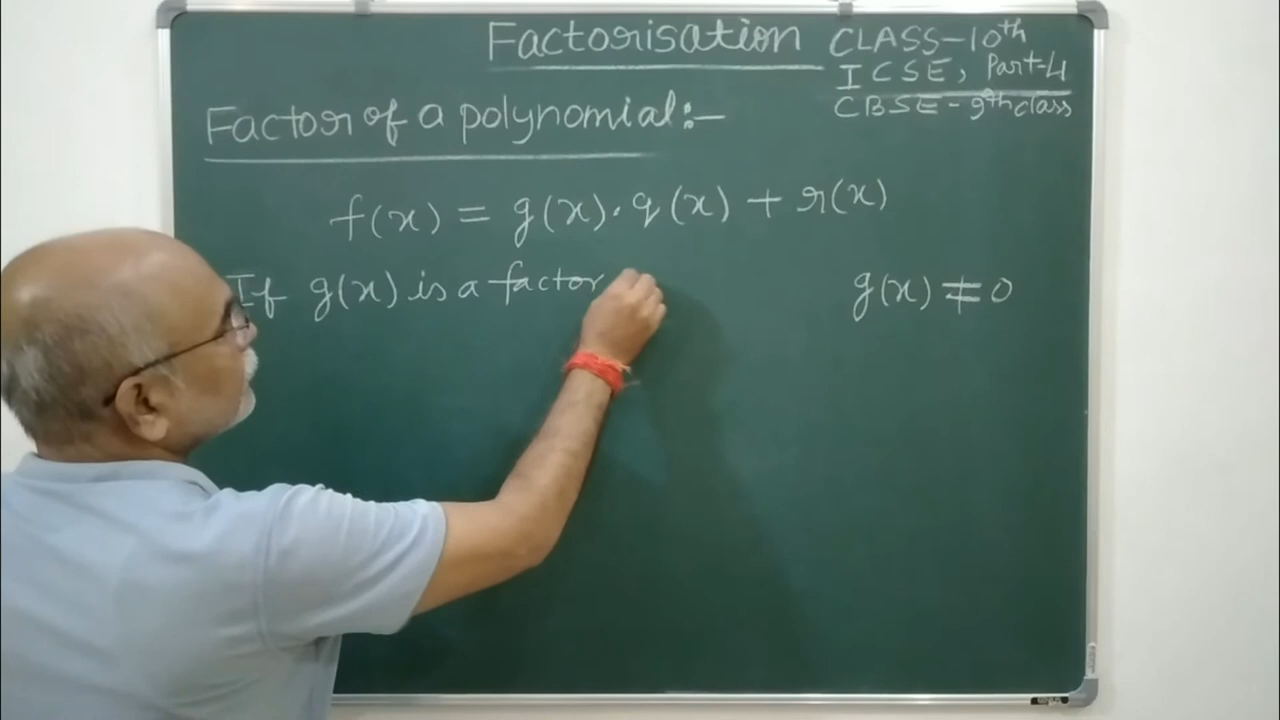 Factorisation CLASS-10th
ICSE, Part-4
CBSE-9th class
Factor of a polynomial:-
f(x) = g(x).q(x) + r(x)
If g(x) is a factor g(x) ≠ 0